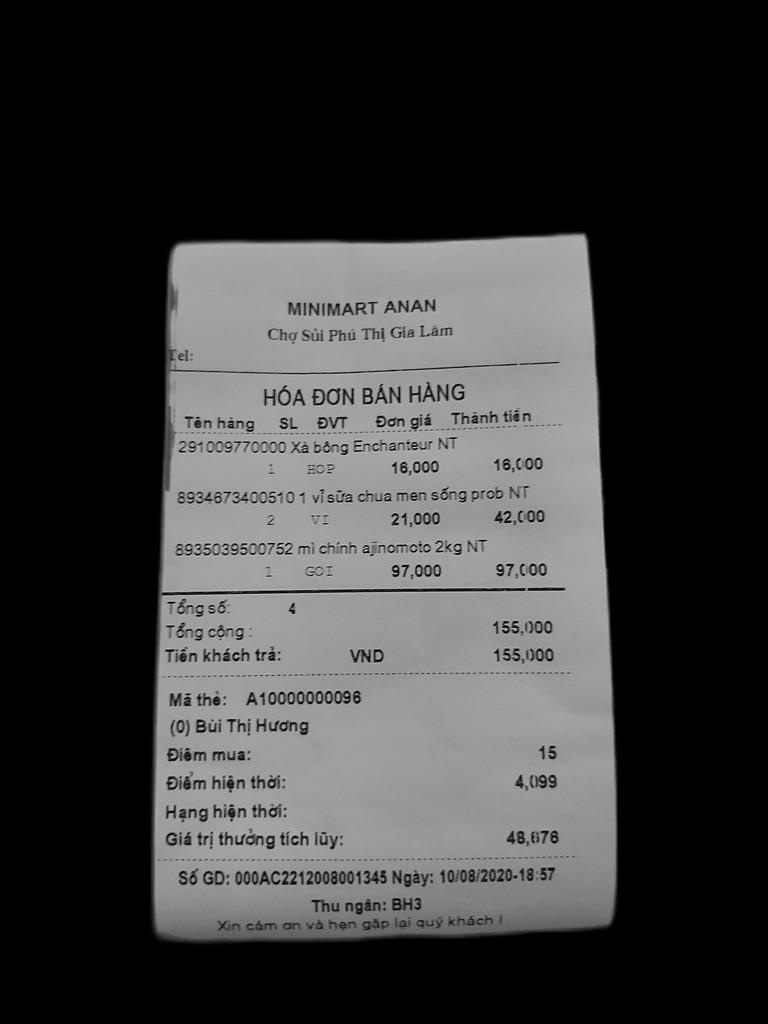 MINIMART ANAN
Chợ Sủi Phú Thị Gia Lâm
Tel:
HÓA ĐƠN BÁN HÀNG
Tên hàng SL ĐVT Đơn giá Thành tiền
291009770000 Xà bông Enchanteur NT
1 HOP 16,000 16,000
8934673400510 1 vỉ sữa chua men sống prob NT
2 VI 21,000 42,000
8935039500752 mì chính ajinomoto 2kg NT
1 GOI 97,000 97,000
Tổng số: 4
Tổng cộng : 155,000
Tiền khách trả: VND 155,000
Mã thẻ: A10000000096
(0) Bùi Thị Hương
Điểm mua: 15
Điểm hiện thời: 4,099
Hạng hiện thời:
Giá trị thưởng tích lũy: 48,676
Số GD: 000AC2212008001345 Ngày: 10/08/2020-18:57
Thu ngân: BH3
Xin cảm ơn và hẹn gặp lại quý khách !